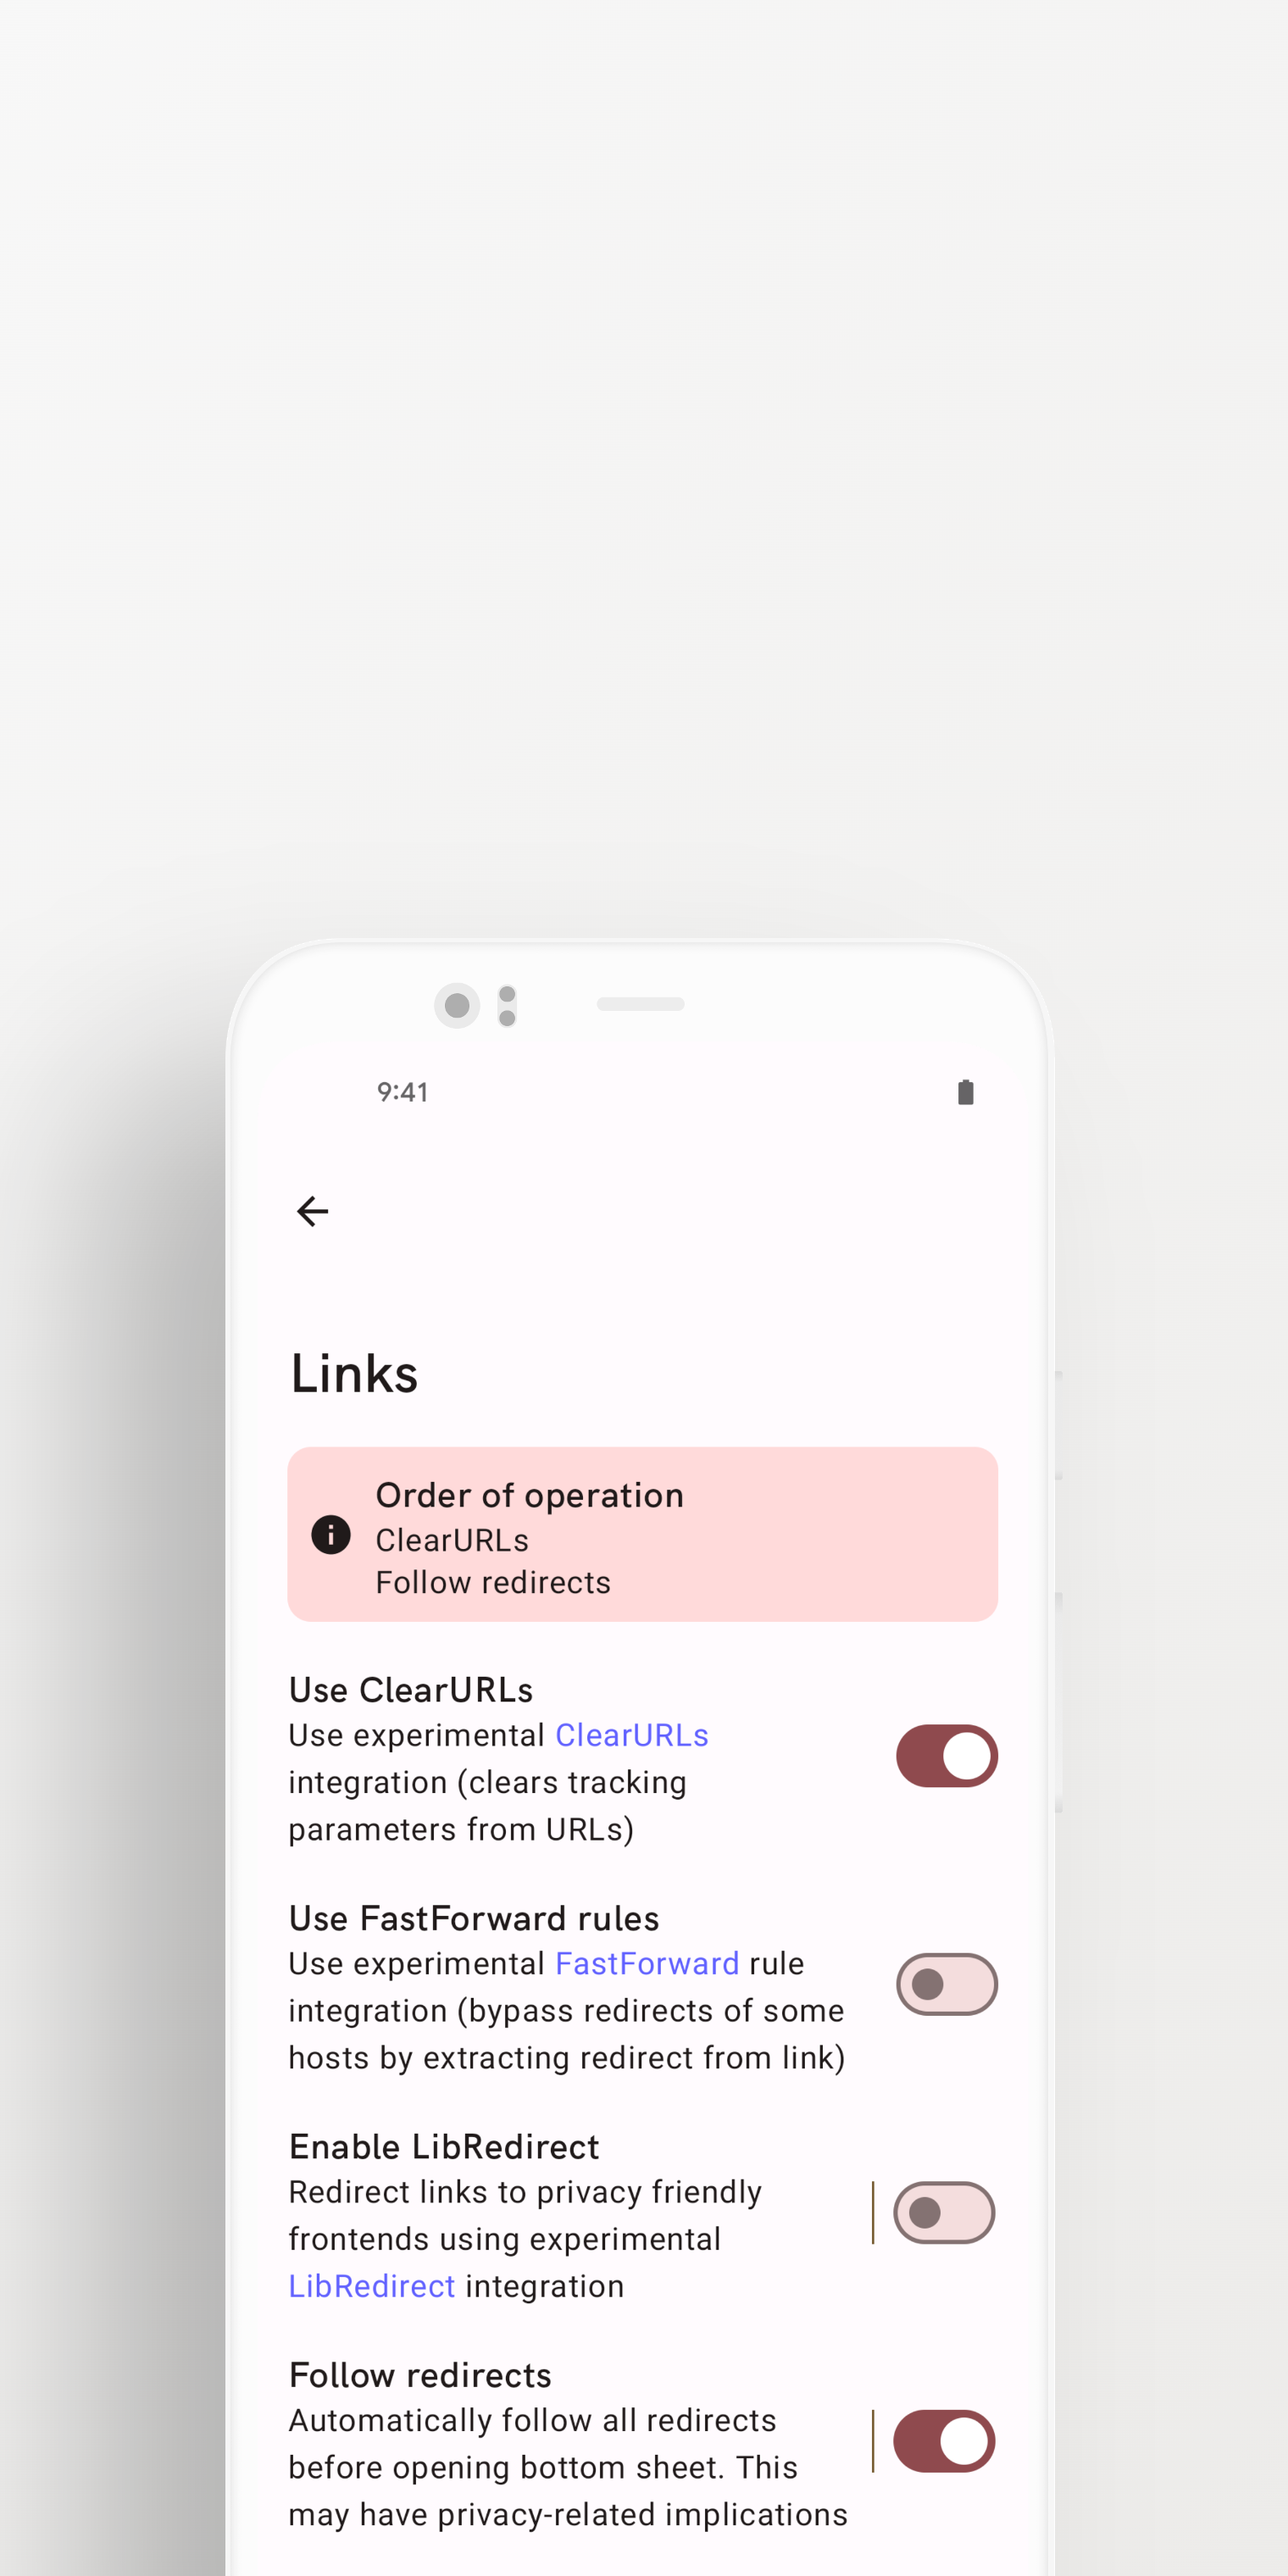 9:41
Links
Order of operation
ClearURLs
Follow redirects
Use ClearURLs
Use experimental ClearURLs
integration (clears tracking
parameters from URLs)
Use FastForward rules
Use experimental FastForward rule
integration (bypass redirects of some
hosts by extracting redirect from link)
Enable LibRedirect
Redirect links to privacy friendly
frontends using experimental
LibRedirect integration
Follow redirects
Automatically follow all redirects
before opening bottom sheet. This
may have privacy-related implications